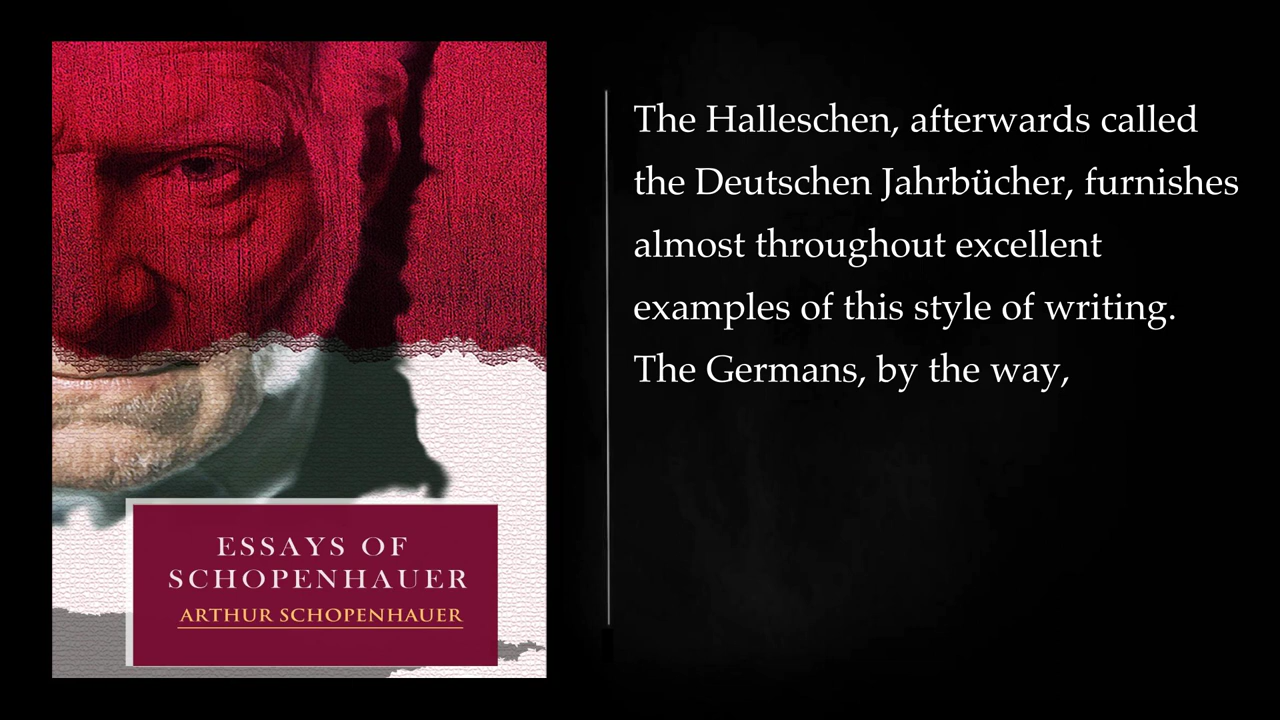 ESSAYS OF
SCHOPENHAUER
ARTHUR SCHOPENHAUER
The Halleschen, afterwards called
the Deutschen Jahrbücher, furnishes
almost throughout excellent
examples of this style of writing.
The Germans, by the way,